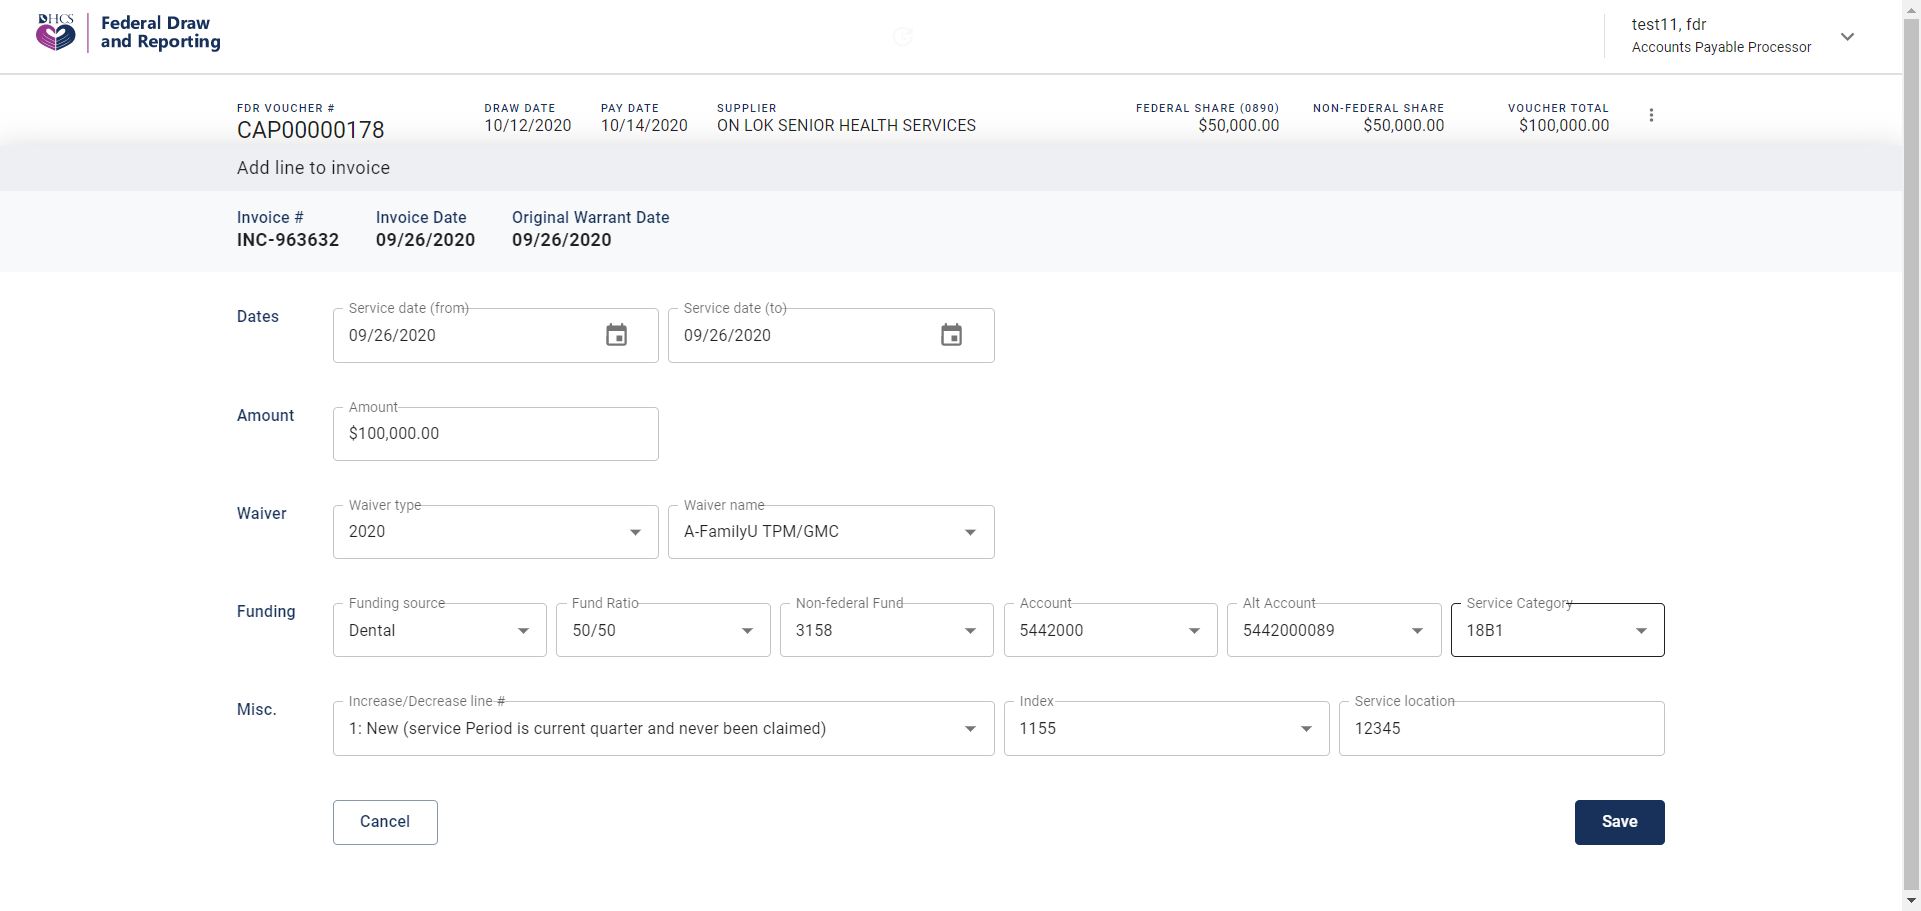 DHCS
Federal Draw
and Reporting
test11, fdr
Accounts Payable Processor
FDR VOUCHER #
CAP00000178
DRAW DATE
10/12/2020
PAY DATE
10/14/2020
SUPPLIER
ON LOK SENIOR HEALTH SERVICES
FEDERAL SHARE (0890)
$50,000.00
NON-FEDERAL SHARE
$50,000.00
VOUCHER TOTAL
$100,000.00
Add line to invoice
Invoice #
INC-963632
Invoice Date
09/26/2020
Original Warrant Date
09/26/2020
Dates
Service date (from)
09/26/2020
Service date (to)
09/26/2020
Amount
Amount
$100,000.00
Waiver
Waiver type
2020
Waiver name
A-FamilyU TPM/GMC
Funding
Funding source
Dental
Fund Ratio
50/50
Non-federal Fund
3158
Account
5442000
Alt Account
5442000089
Service Category
18B1
Misc.
Increase/Decrease line #
1: New (service Period is current quarter and never been claimed)
Index
1155
Service location
12345
Cancel
Save